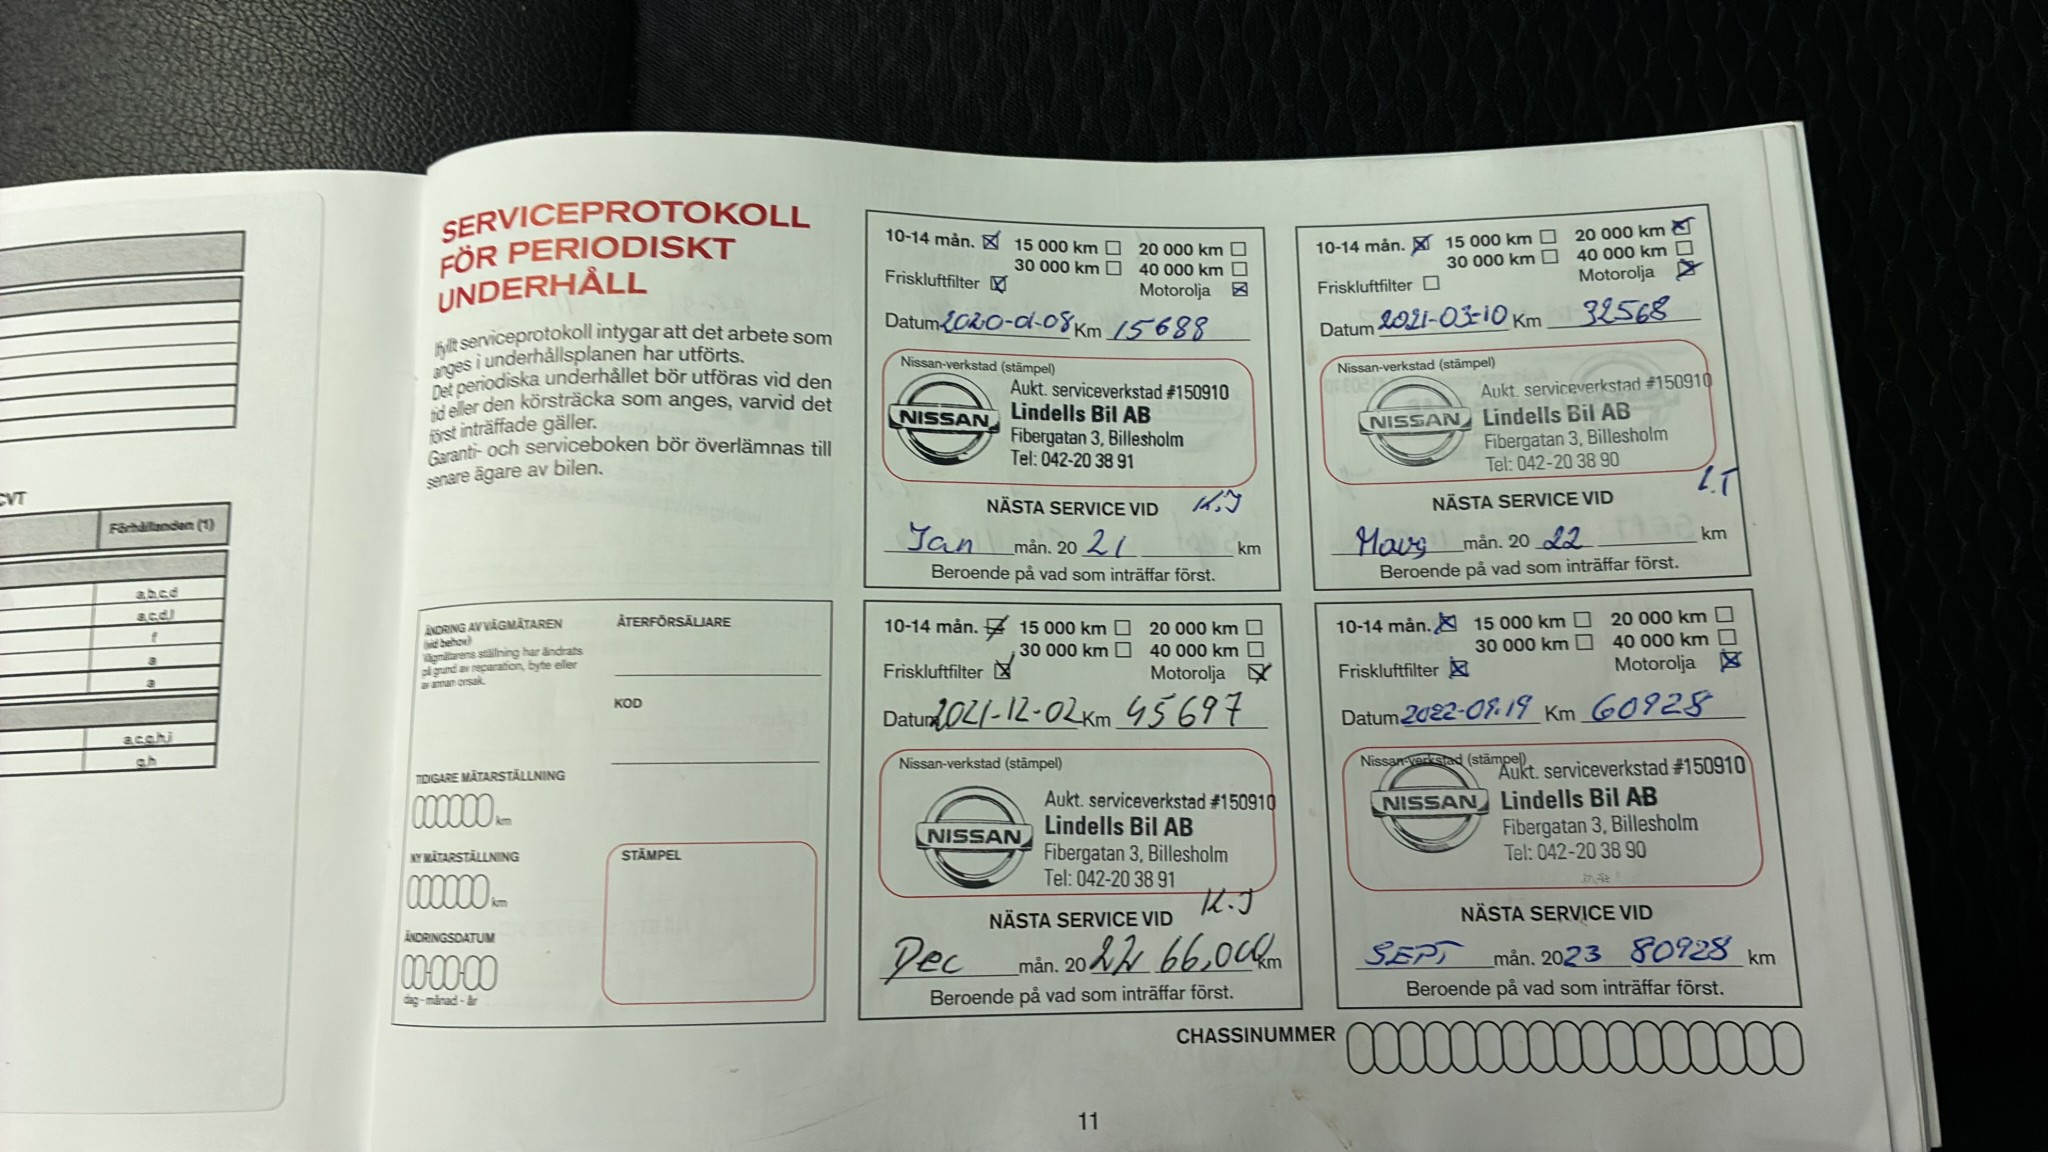 CVT
Förhållanden (1)
a,b,c,d
a,c,d,l
f
a
a
a,c,g,h,i
g,h
SERVICEPROTOKOLL
FÖR PERIODISKT
UNDERHÅLL
Ifyllt serviceprotokoll intygar att det arbete som
anges i underhållsplanen har utförts.
Det periodiska underhållet bör utföras vid den
tid eller den körsträcka som anges, varvid det
först inträffade gäller.
Garanti- och serviceboken bör överlämnas till
senare ägare av bilen.
ÄNDRING AV VÄGMÄTAREN
(vid behov)
Vägmätarens ställning har ändrats
på grund av reparation, byte eller
av annan orsak.
TIDIGARE MÄTARSTÄLLNING
km
NY MÄTARSTÄLLNING
km
ÄNDRINGSDATUM
dag - månad - år
ÅTERFÖRSÄLJARE
KOD
STÄMPEL
10-14 mån. 15 000 km 20 000 km
30 000 km 40 000 km
Friskluftfilter Motorolja
Datum 2020-01-08 Km 15688
Nissan-verkstad (stämpel)
NISSAN
Aukt. serviceverkstad #150910
Lindells Bil AB
Fibergatan 3, Billesholm
Tel: 042-20 38 91
NÄSTA SERVICE VID K.J
Jan mån. 20 21 km
Beroende på vad som inträffar först.
10-14 mån. 15 000 km 20 000 km
30 000 km 40 000 km
Friskluftfilter Motorolja
Datum 2021-03-10 Km 32568
Nissan-verkstad (stämpel)
NISSAN
Aukt. serviceverkstad #150910
Lindells Bil AB
Fibergatan 3, Billesholm
Tel: 042-20 38 90
NÄSTA SERVICE VID L.T
Mars mån. 20 22 km
Beroende på vad som inträffar först.
10-14 mån. 15 000 km 20 000 km
30 000 km 40 000 km
Friskluftfilter Motorolja
Datum 2021-12-02 Km 45697
Nissan-verkstad (stämpel)
NISSAN
Aukt. serviceverkstad #150910
Lindells Bil AB
Fibergatan 3, Billesholm
Tel: 042-20 38 91
NÄSTA SERVICE VID K.J
Dec mån. 20 22 66,000 km
Beroende på vad som inträffar först.
10-14 mån. 15 000 km 20 000 km
30 000 km 40 000 km
Friskluftfilter Motorolja
Datum 2022-09.19 Km 60928
Nissan-verkstad (stämpel)
NISSAN
Aukt. serviceverkstad #150910
Lindells Bil AB
Fibergatan 3, Billesholm
Tel: 042-20 38 90
NÄSTA SERVICE VID
SEPT mån. 2023 80928 km
Beroende på vad som inträffar först.
CHASSINUMMER
11